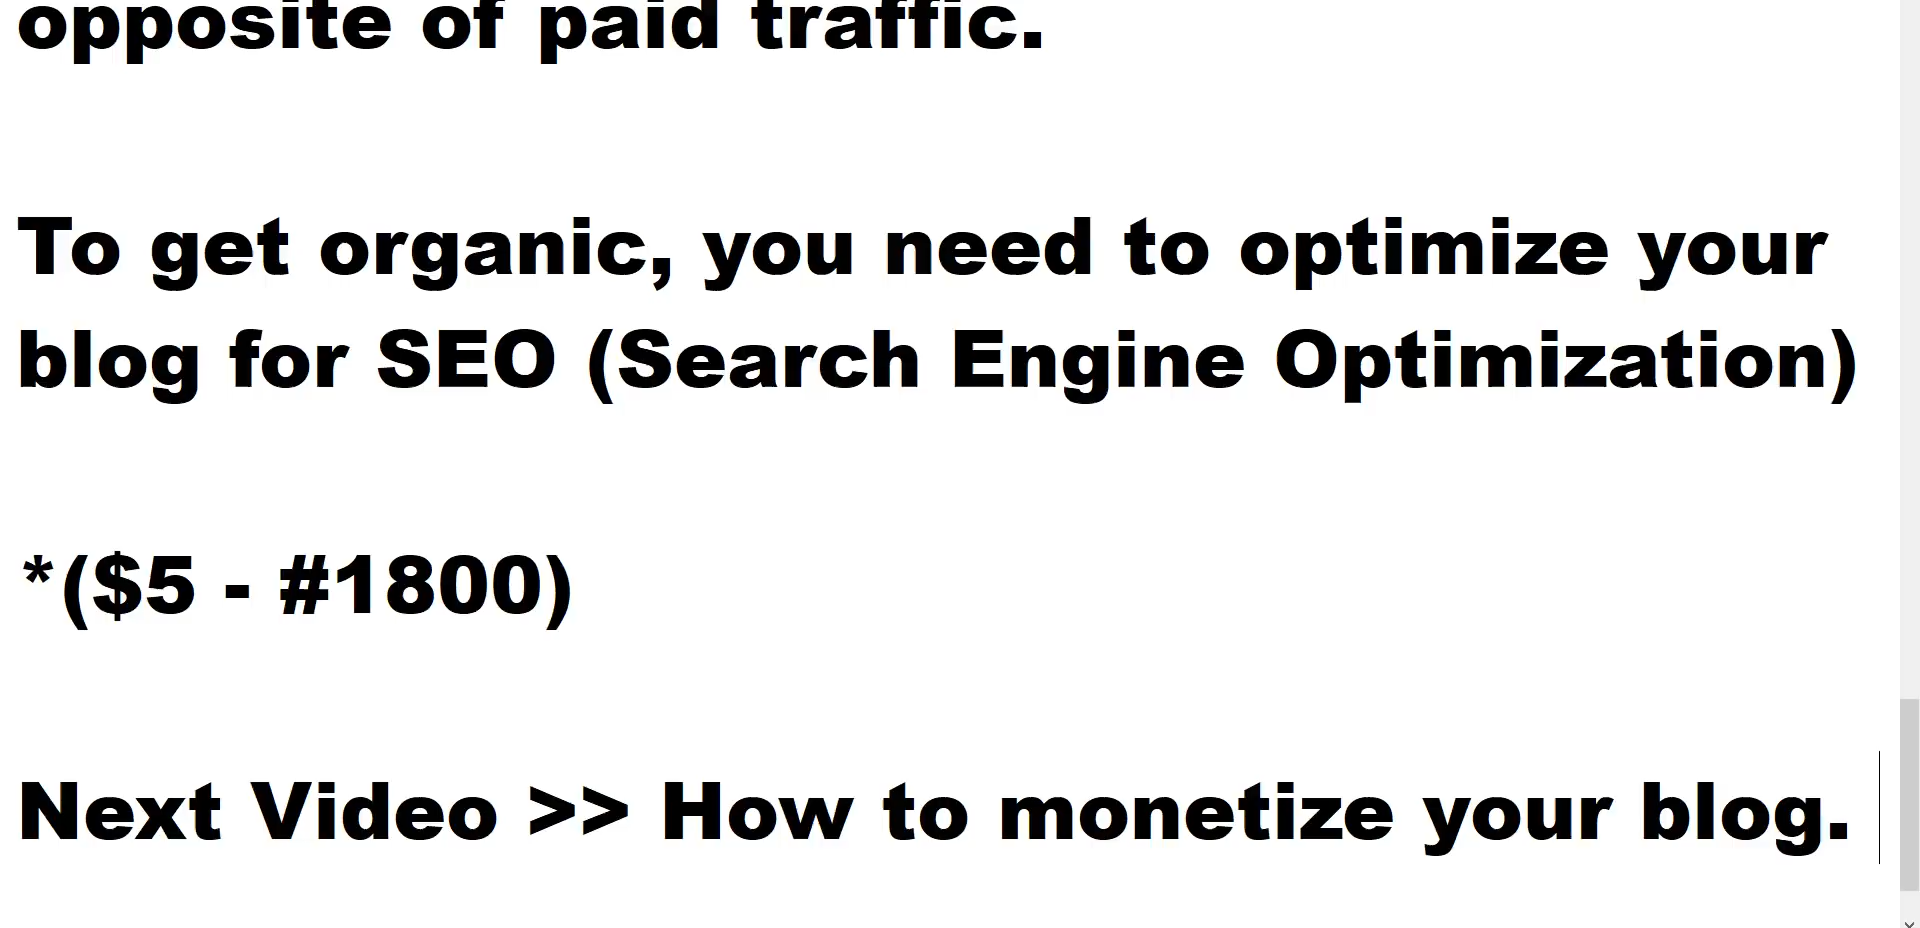 opposite of paid traffic.
To get organic, you need to optimize your
blog for SEO (Search Engine Optimization)
*($5 - #1800)
Next Video >> How to monetize your blog.